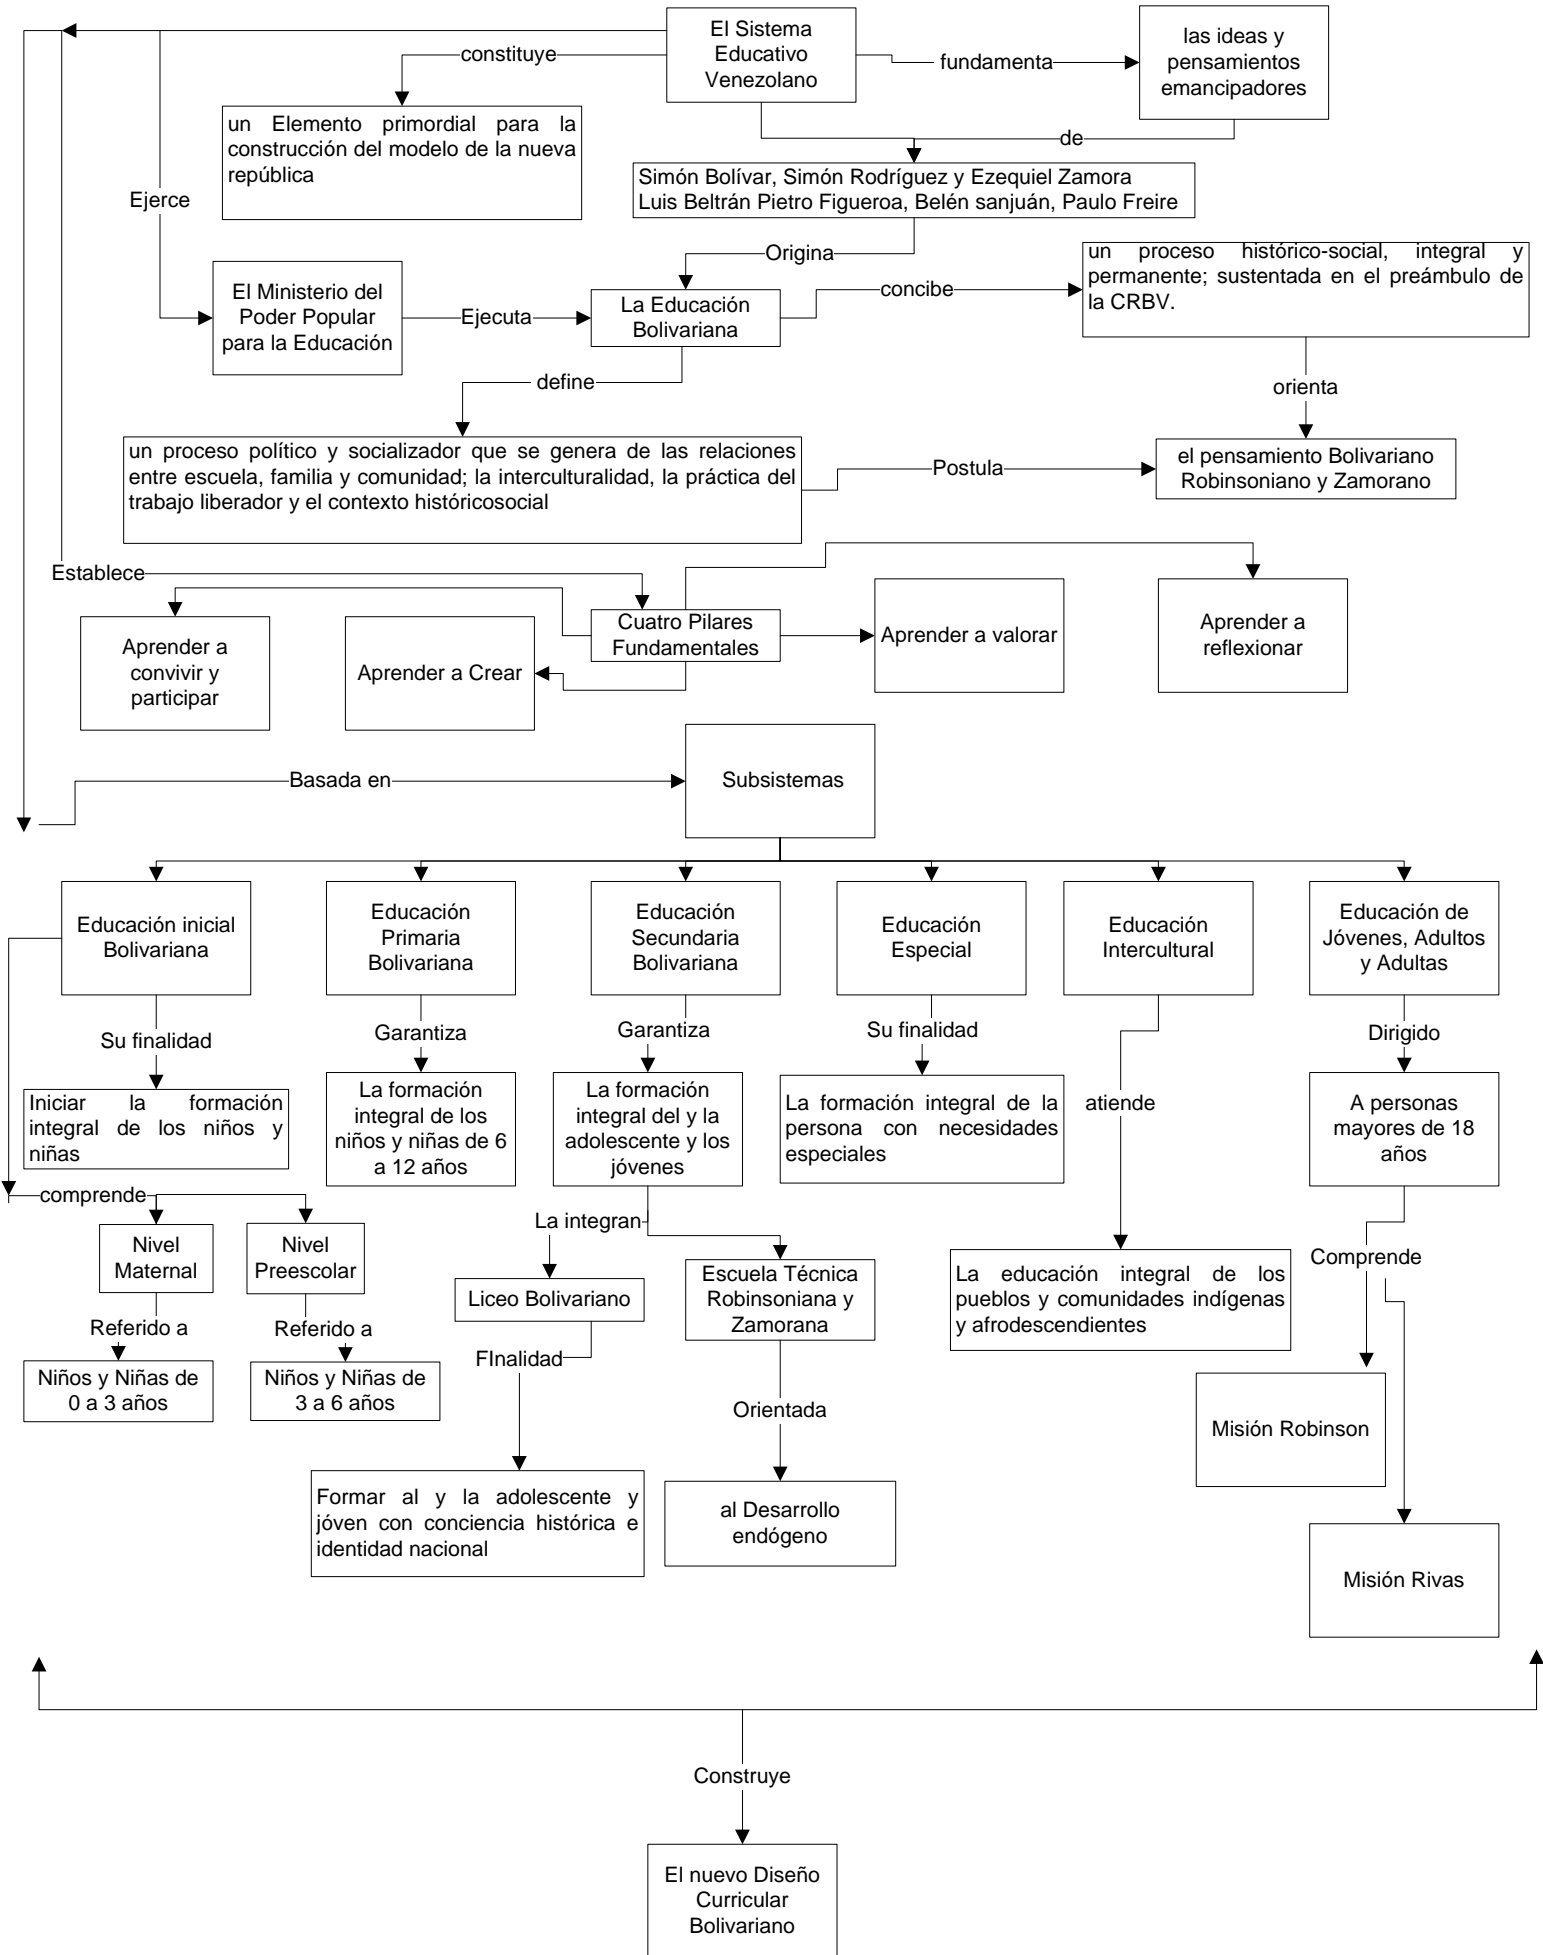 El Sistema
Educativo
Venezolano
constituye
fundamenta
las ideas y
pensamientos
emancipadores
un Elemento primordial para la
construcción del modelo de la nueva
república
de
Simón Bolívar, Simón Rodríguez y Ezequiel Zamora
Luis Beltrán Pietro Figueroa, Belén sanjuán, Paulo Freire
Ejerce
Origina
un proceso histórico-social, integral y
permanente; sustentada en el preámbulo de
la CRBV.
El Ministerio del
Poder Popular
para la Educación
Ejecuta
La Educación
Bolivariana
concibe
define
orienta
un proceso político y socializador que se genera de las relaciones
entre escuela, familia y comunidad; la interculturalidad, la práctica del
trabajo liberador y el contexto históricosocial
Postula
el pensamiento Bolivariano
Robinsoniano y Zamorano
Establece
Cuatro Pilares
Fundamentales
Aprender a
convivir y
participar
Aprender a Crear
Aprender a valorar
Aprender a
reflexionar
Basada en
Subsistemas
Educación inicial
Bolivariana
Educación
Primaria
Bolivariana
Educación
Secundaria
Bolivariana
Educación
Especial
Educación
Intercultural
Educación de
Jóvenes, Adultos
y Adultas
Su finalidad
Garantiza
Garantiza
Su finalidad
atiende
Dirigido
Iniciar la formación
integral de los niños y
niñas
La formación
integral de los
niños y niñas de 6
a 12 años
La formación
integral del y la
adolescente y los
jóvenes
La formación integral de la
persona con necesidades
especiales
A personas
mayores de 18
años
comprende
La integran
Nivel
Maternal
Nivel
Preescolar
Liceo Bolivariano
Escuela Técnica
Robinsoniana y
Zamorana
La educación integral de los
pueblos y comunidades indígenas
y afrodescendientes
Comprende
Referido a
Referido a
FInalidad
Orientada
Niños y Niñas de
0 a 3 años
Niños y Niñas de
3 a 6 años
Misión Robinson
Formar al y la adolescente y
jóven con conciencia histórica e
identidad nacional
al Desarrollo
endógeno
Misión Rivas
Construye
El nuevo Diseño
Curricular
Bolivariano